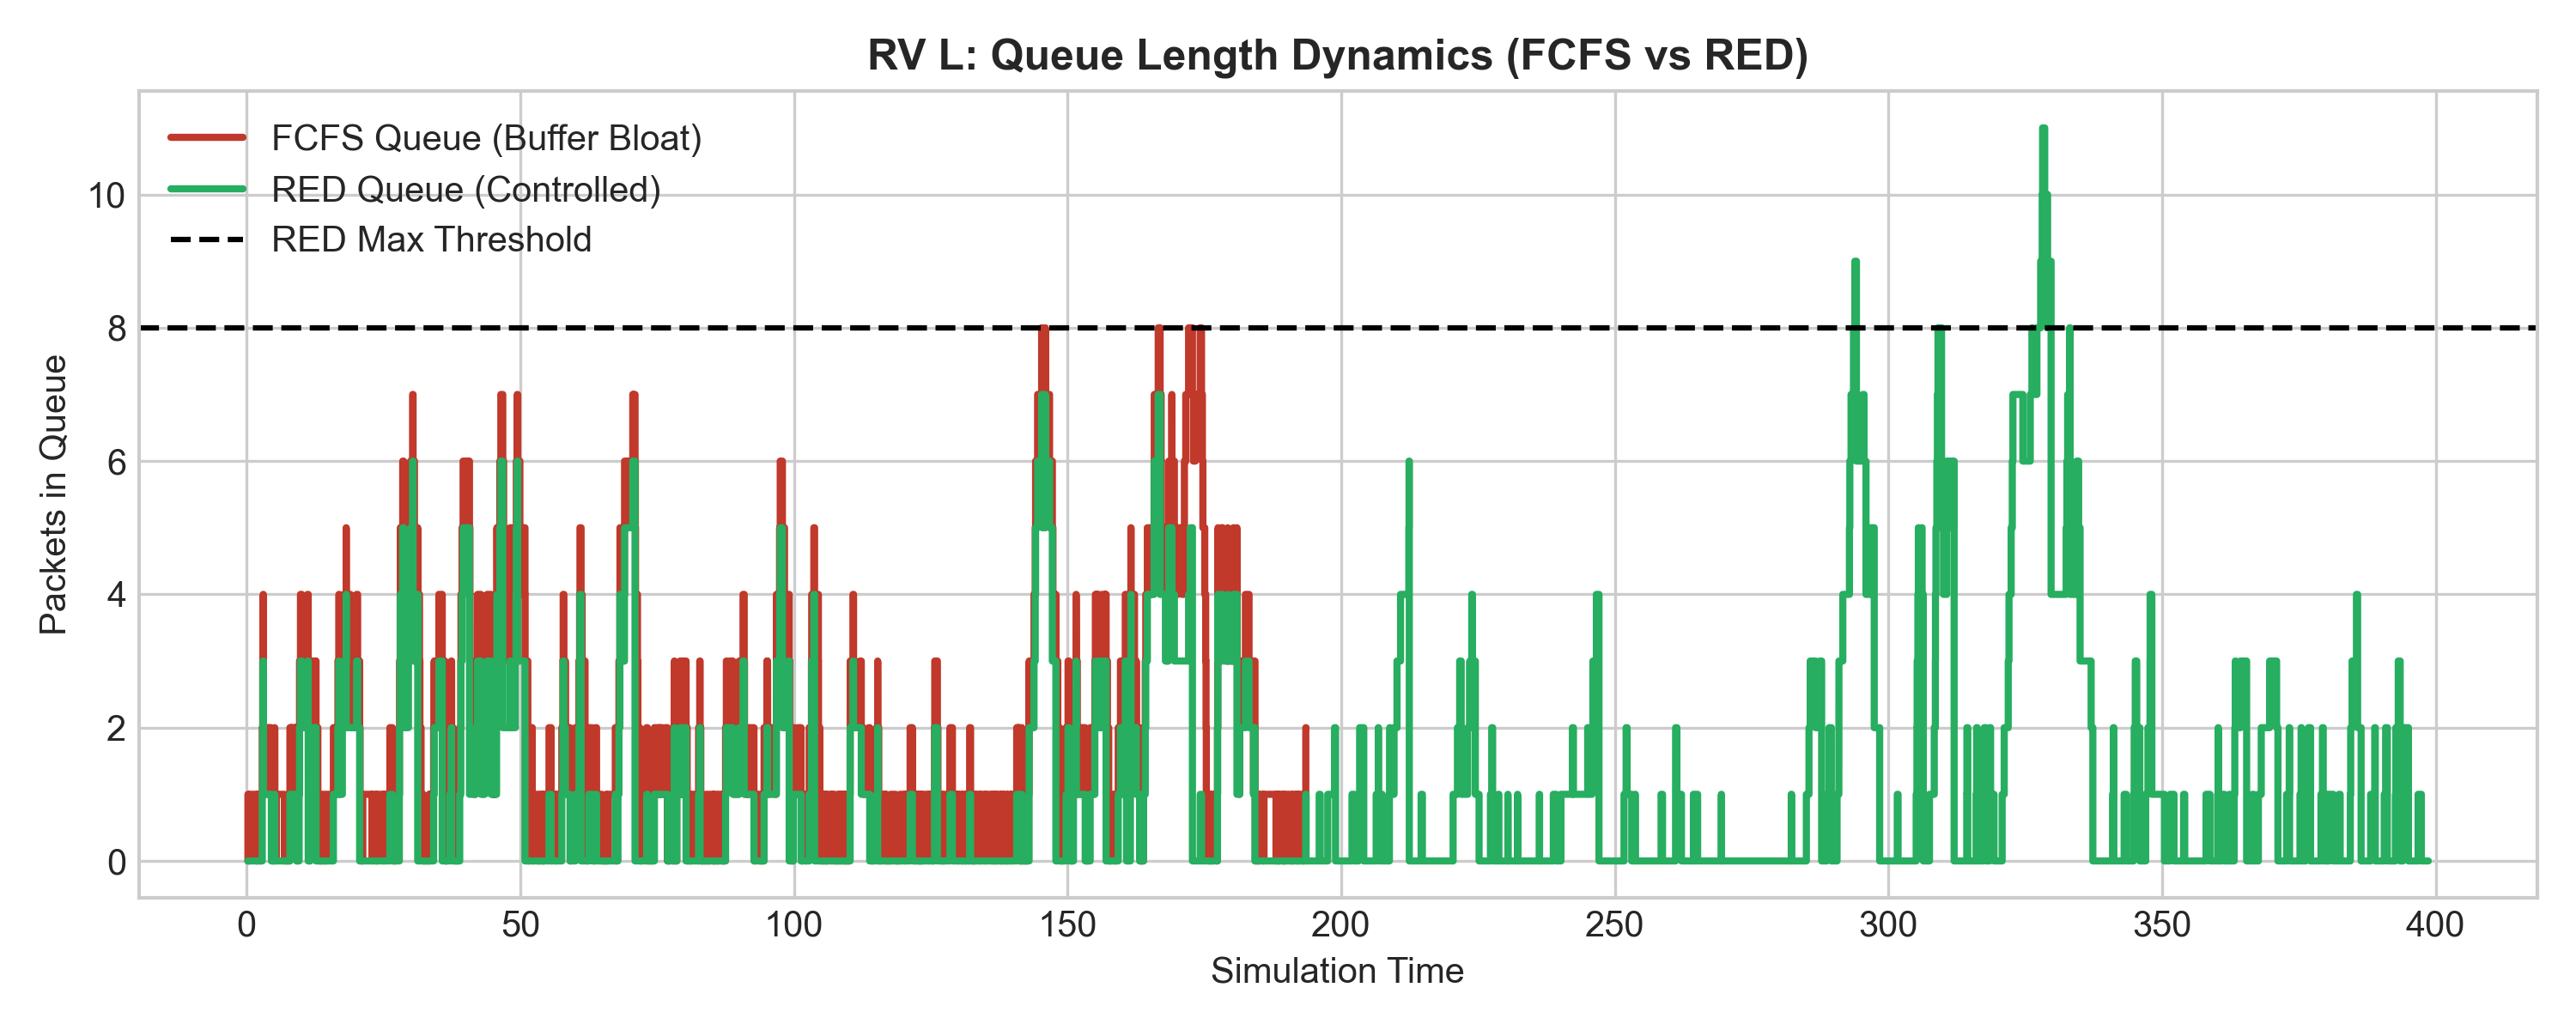 RV L: Queue Length Dynamics (FCFS vs RED)
FCFS Queue (Buffer Bloat)
RED Queue (Controlled)
RED Max Threshold
Packets in Queue
10
8
6
4
2
0
0 50 100 150 200 250 300 350 400
Simulation Time